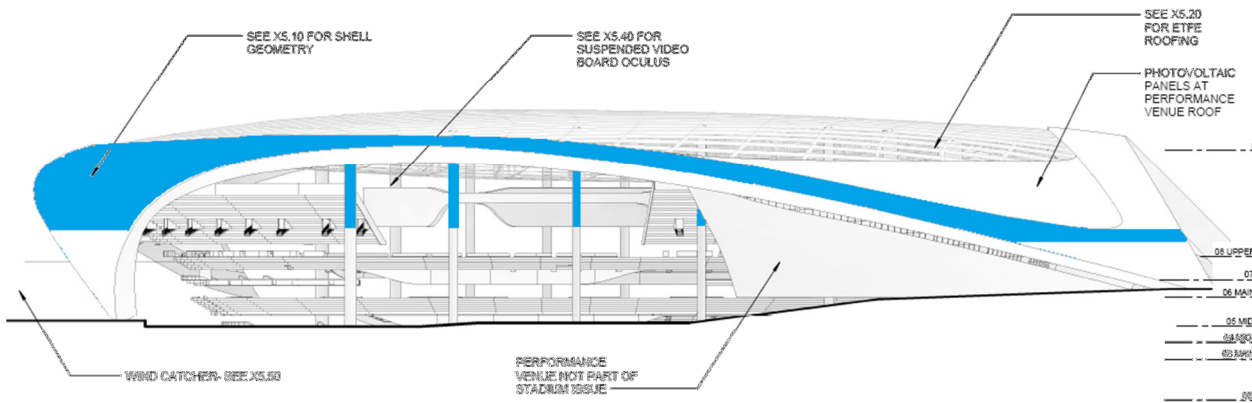 SEE X5.10 FOR SHELL
GEOMETRY
SEE X5.40 FOR
SUSPENDED VIDEO
BOARD OCULUS
SEE X5.20
FOR ETFE
ROOFING
PHOTOVOLTAIC
PANELS AT
PERFORMANCE
VENUE ROOF
08 UPPER
07
06 MAIN
05 MID
WIND CATCHER- SEE X5.50
PERFORMANCE
VENUE NOT PART OF
STADIUM ISSUE